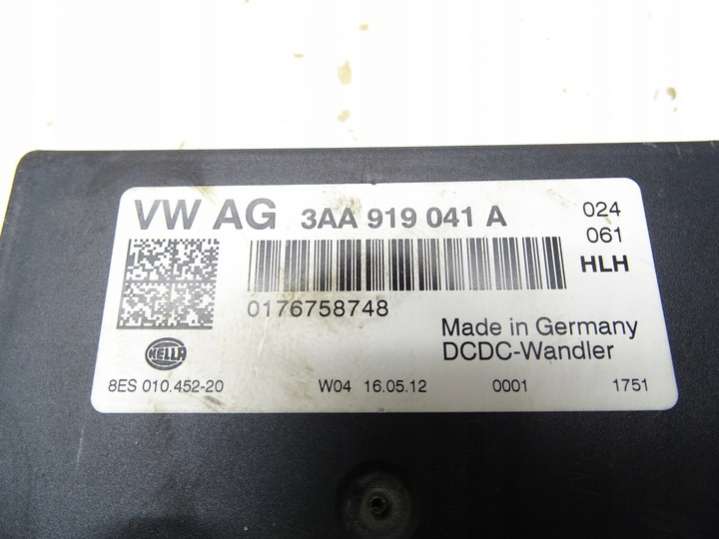 VW AG 3AA 919 041 A
024
061
HLH
0176758748
Made in Germany
DCDC-Wandler
HELLA
8ES 010.452-20 W04 16.05.12 0001 1751